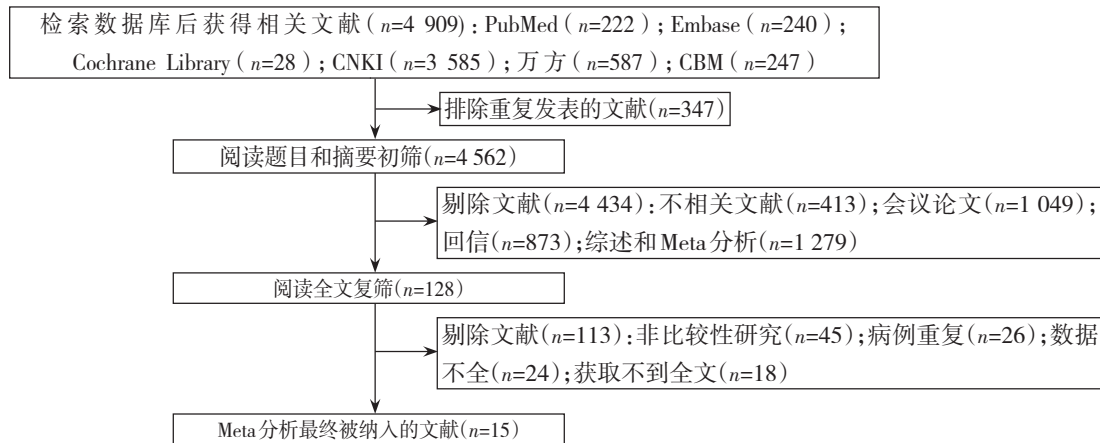 检索数据库后获得相关文献(n=4 909):PubMed(n=222);Embase(n=240);
Cochrane Library(n=28);CNKI(n=3 585);万方(n=587);CBM(n=247)
排除重复发表的文献(n=347)
阅读题目和摘要初筛(n=4 562)
剔除文献(n=4 434):不相关文献(n=413);会议论文(n=1 049);
回信(n=873);综述和Meta分析(n=1 279)
阅读全文复筛(n=128)
剔除文献(n=113):非比较性研究(n=45);病例重复(n=26);数据
不全(n=24);获取不到全文(n=18)
Meta分析最终被纳入的文献(n=15)